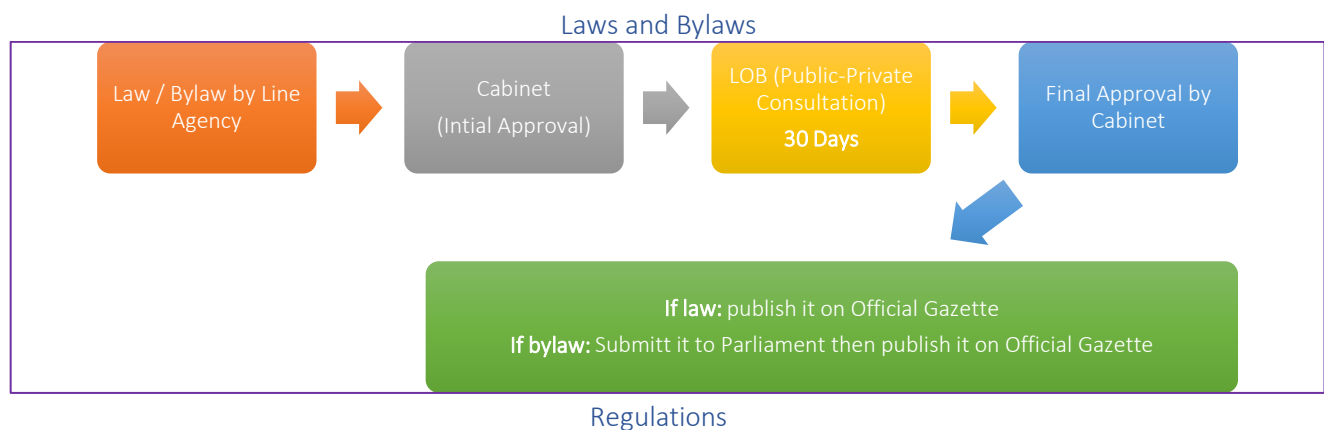 Laws and Bylaws
Law / Bylaw by Line
Agency
Cabinet
(Intial Approval)
LOB (Public-Private
Consultation)
30 Days
Final Approval by
Cabinet
If law: publish it on Official Gazette
If bylaw: Submitt it to Parliament then publish it on Official Gazette
Regulations